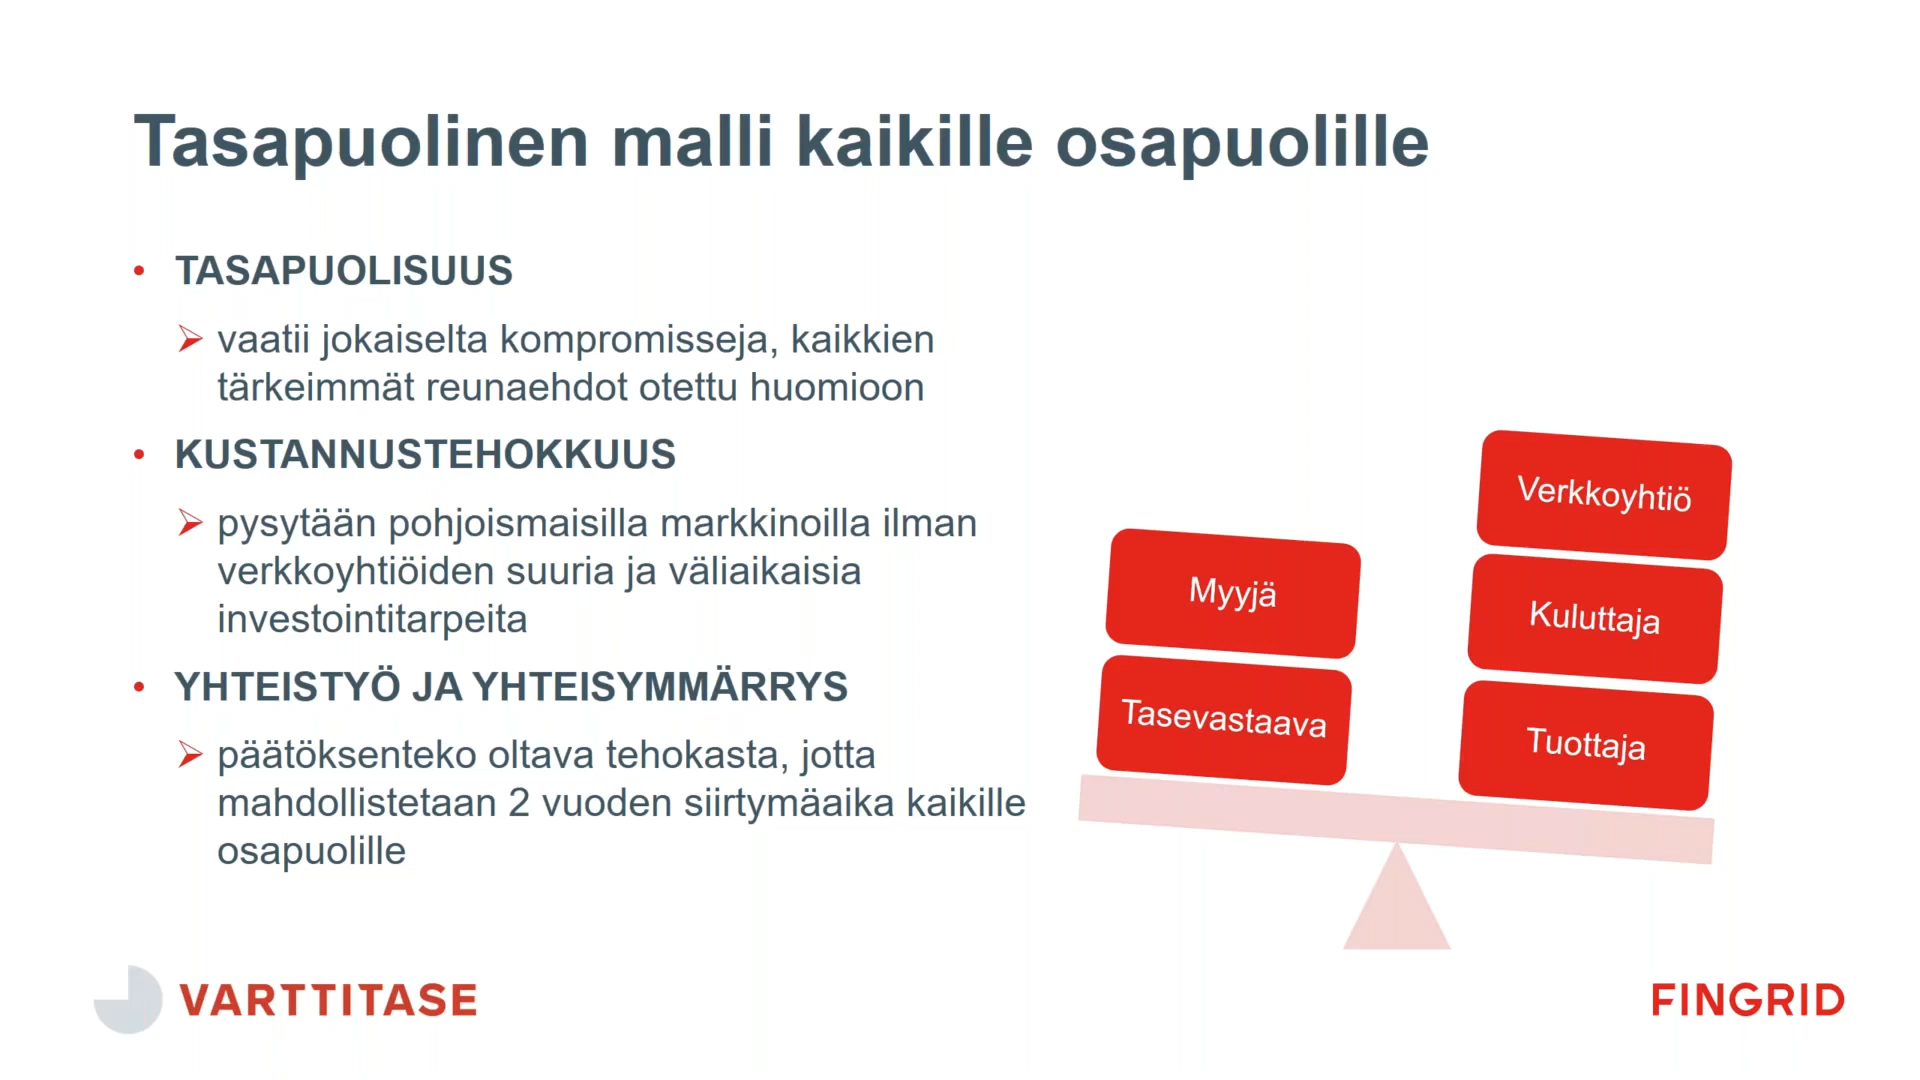 Tasapuolinen malli kaikille osapuolille
• TASAPUOLISUUS
➢ vaatii jokaiselta kompromisseja, kaikkien
tärkeimmät reunaehdot otettu huomioon
• KUSTANNUSTEHOKKUUS
➢ pysytään pohjoismaisilla markkinoilla ilman
verkkoyhtiöiden suuria ja väliaikaisia
investointitarpeita
• YHTEISTYÖ JA YHTEISYMMÄRRYS
➢ päätöksenteko oltava tehokasta, jotta
mahdollistetaan 2 vuoden siirtymäaika kaikille
osapuolille
Myyjä
Tasevastaava
Verkkoyhtiö
Kuluttaja
Tuottaja
VARTTITASE
FINGRID